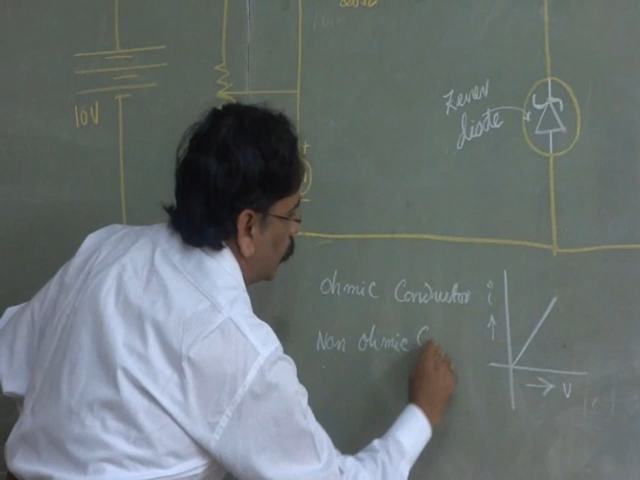 10V
+
-
Zener
diode
Ohmic Conductor
i
Non Ohmic C
V